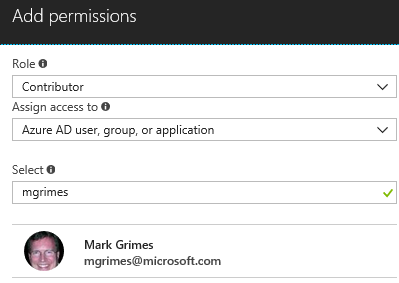 Add permissions
Role
Contributor
Assign access to
Azure AD user, group, or application
Select
mgrimes
Mark Grimes
mgrimes@microsoft.com